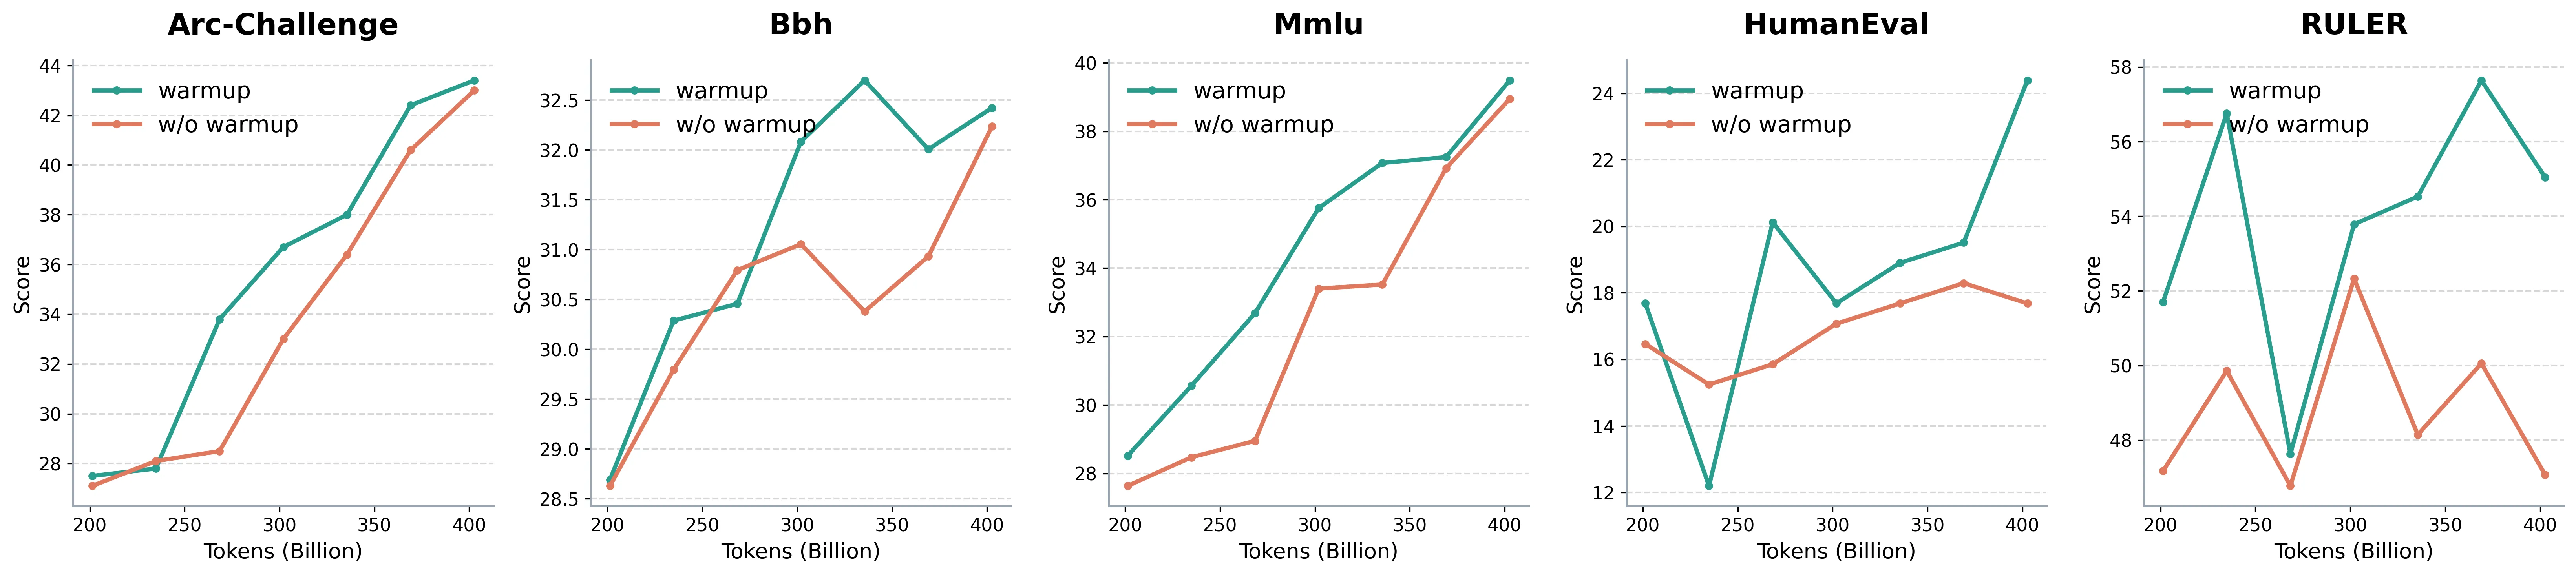 Arc-Challenge
Score
44
42
40
38
36
34
32
30
28
warmup
w/o warmup
200
250
300
350
400
Tokens (Billion)
Bbh
Score
32.5
32.0
31.5
31.0
30.5
30.0
29.5
29.0
28.5
warmup
w/o warmup
200
250
300
350
400
Tokens (Billion)
Mmlu
Score
40
38
36
34
32
30
28
warmup
w/o warmup
200
250
300
350
400
Tokens (Billion)
HumanEval
Score
24
22
20
18
16
14
12
warmup
w/o warmup
200
250
300
350
400
Tokens (Billion)
RULER
Score
58
56
54
52
50
48
warmup
w/o warmup
200
250
300
350
400
Tokens (Billion)